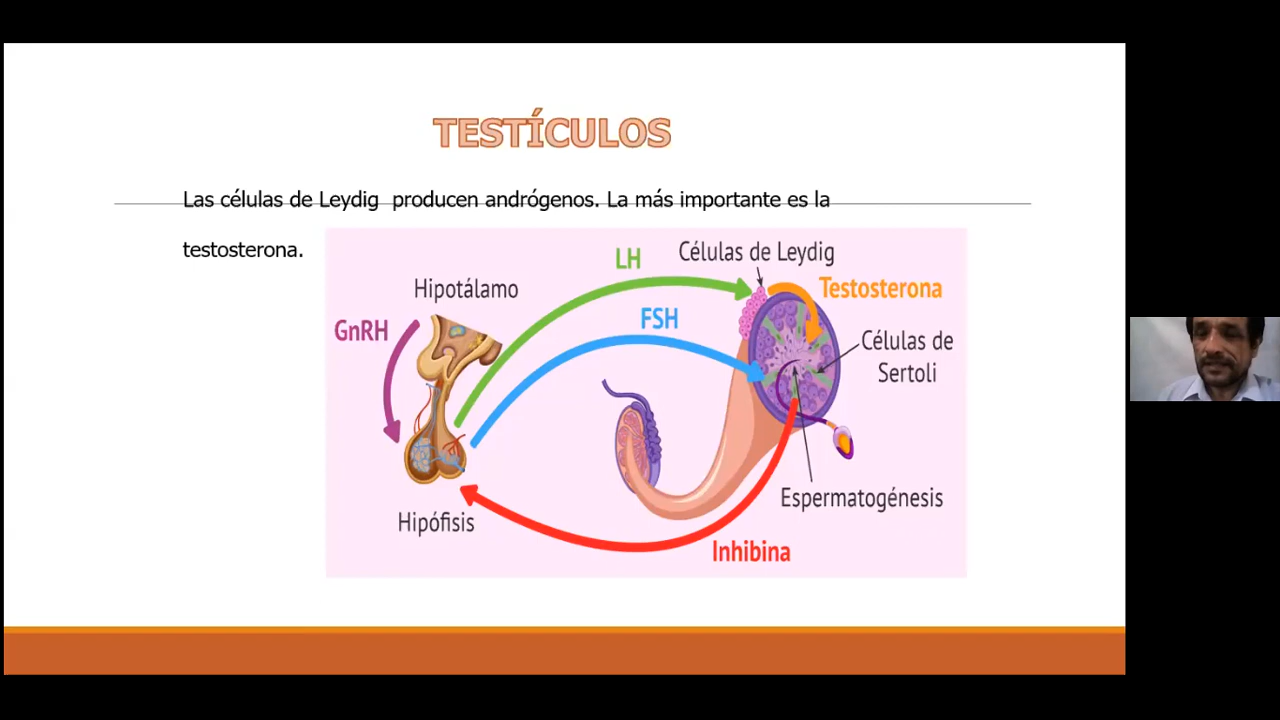 TESTÍCULOS
Las células de Leydig producen andrógenos. La más importante es la
testosterona.
LH
Células de Leydig
Hipotálamo
Testosterona
GnRH
FSH
Células de
Sertoli
Espermatogénesis
Hipófisis
Inhibina